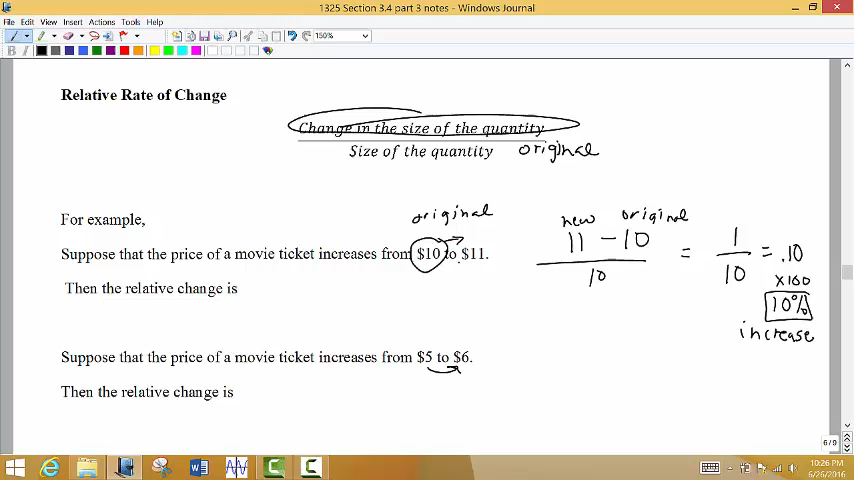 1325 Section 3.4 part 3 notes - Windows Journal
File Edit View Insert Actions Tools Help
150%
B I
Relative Rate of Change
Change in the size of the quantity
Size of the quantity original
For example,
original
Suppose that the price of a movie ticket increases from $10 to $11.
Then the relative change is
new original
11 - 10
10
= 1/10 = .10
x100
10%
increase
Suppose that the price of a movie ticket increases from $5 to $6.
Then the relative change is
6/9
10:26 PM
6/26/2016